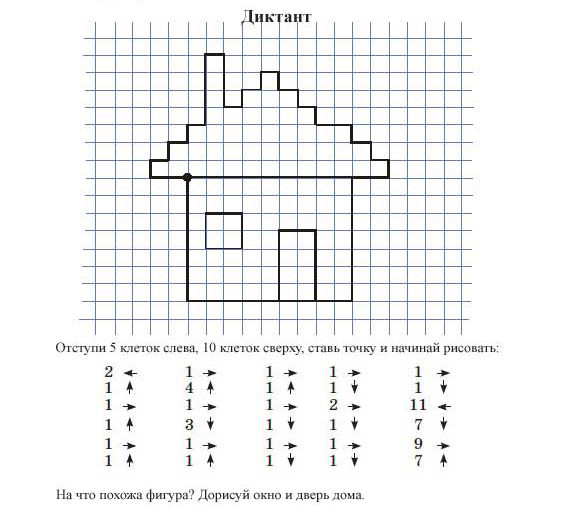 Диктант
Отступи 5 клеток слева, 10 клеток сверху, ставь точку и начинай рисовать:
2 ← 1 → 1 → 1 → 1 →
1 ↑ 4 ↑ 1 ↑ 1 ↓ 1 ↓
1 → 1 → 1 → 2 → 11 ←
1 ↑ 3 ↓ 1 ↓ 1 ↓ 7 ↓
1 → 1 → 1 → 1 → 9 →
1 ↑ 1 ↑ 1 ↓ 1 ↓ 7 ↑
На что похожа фигура? Дорисуй окно и дверь дома.